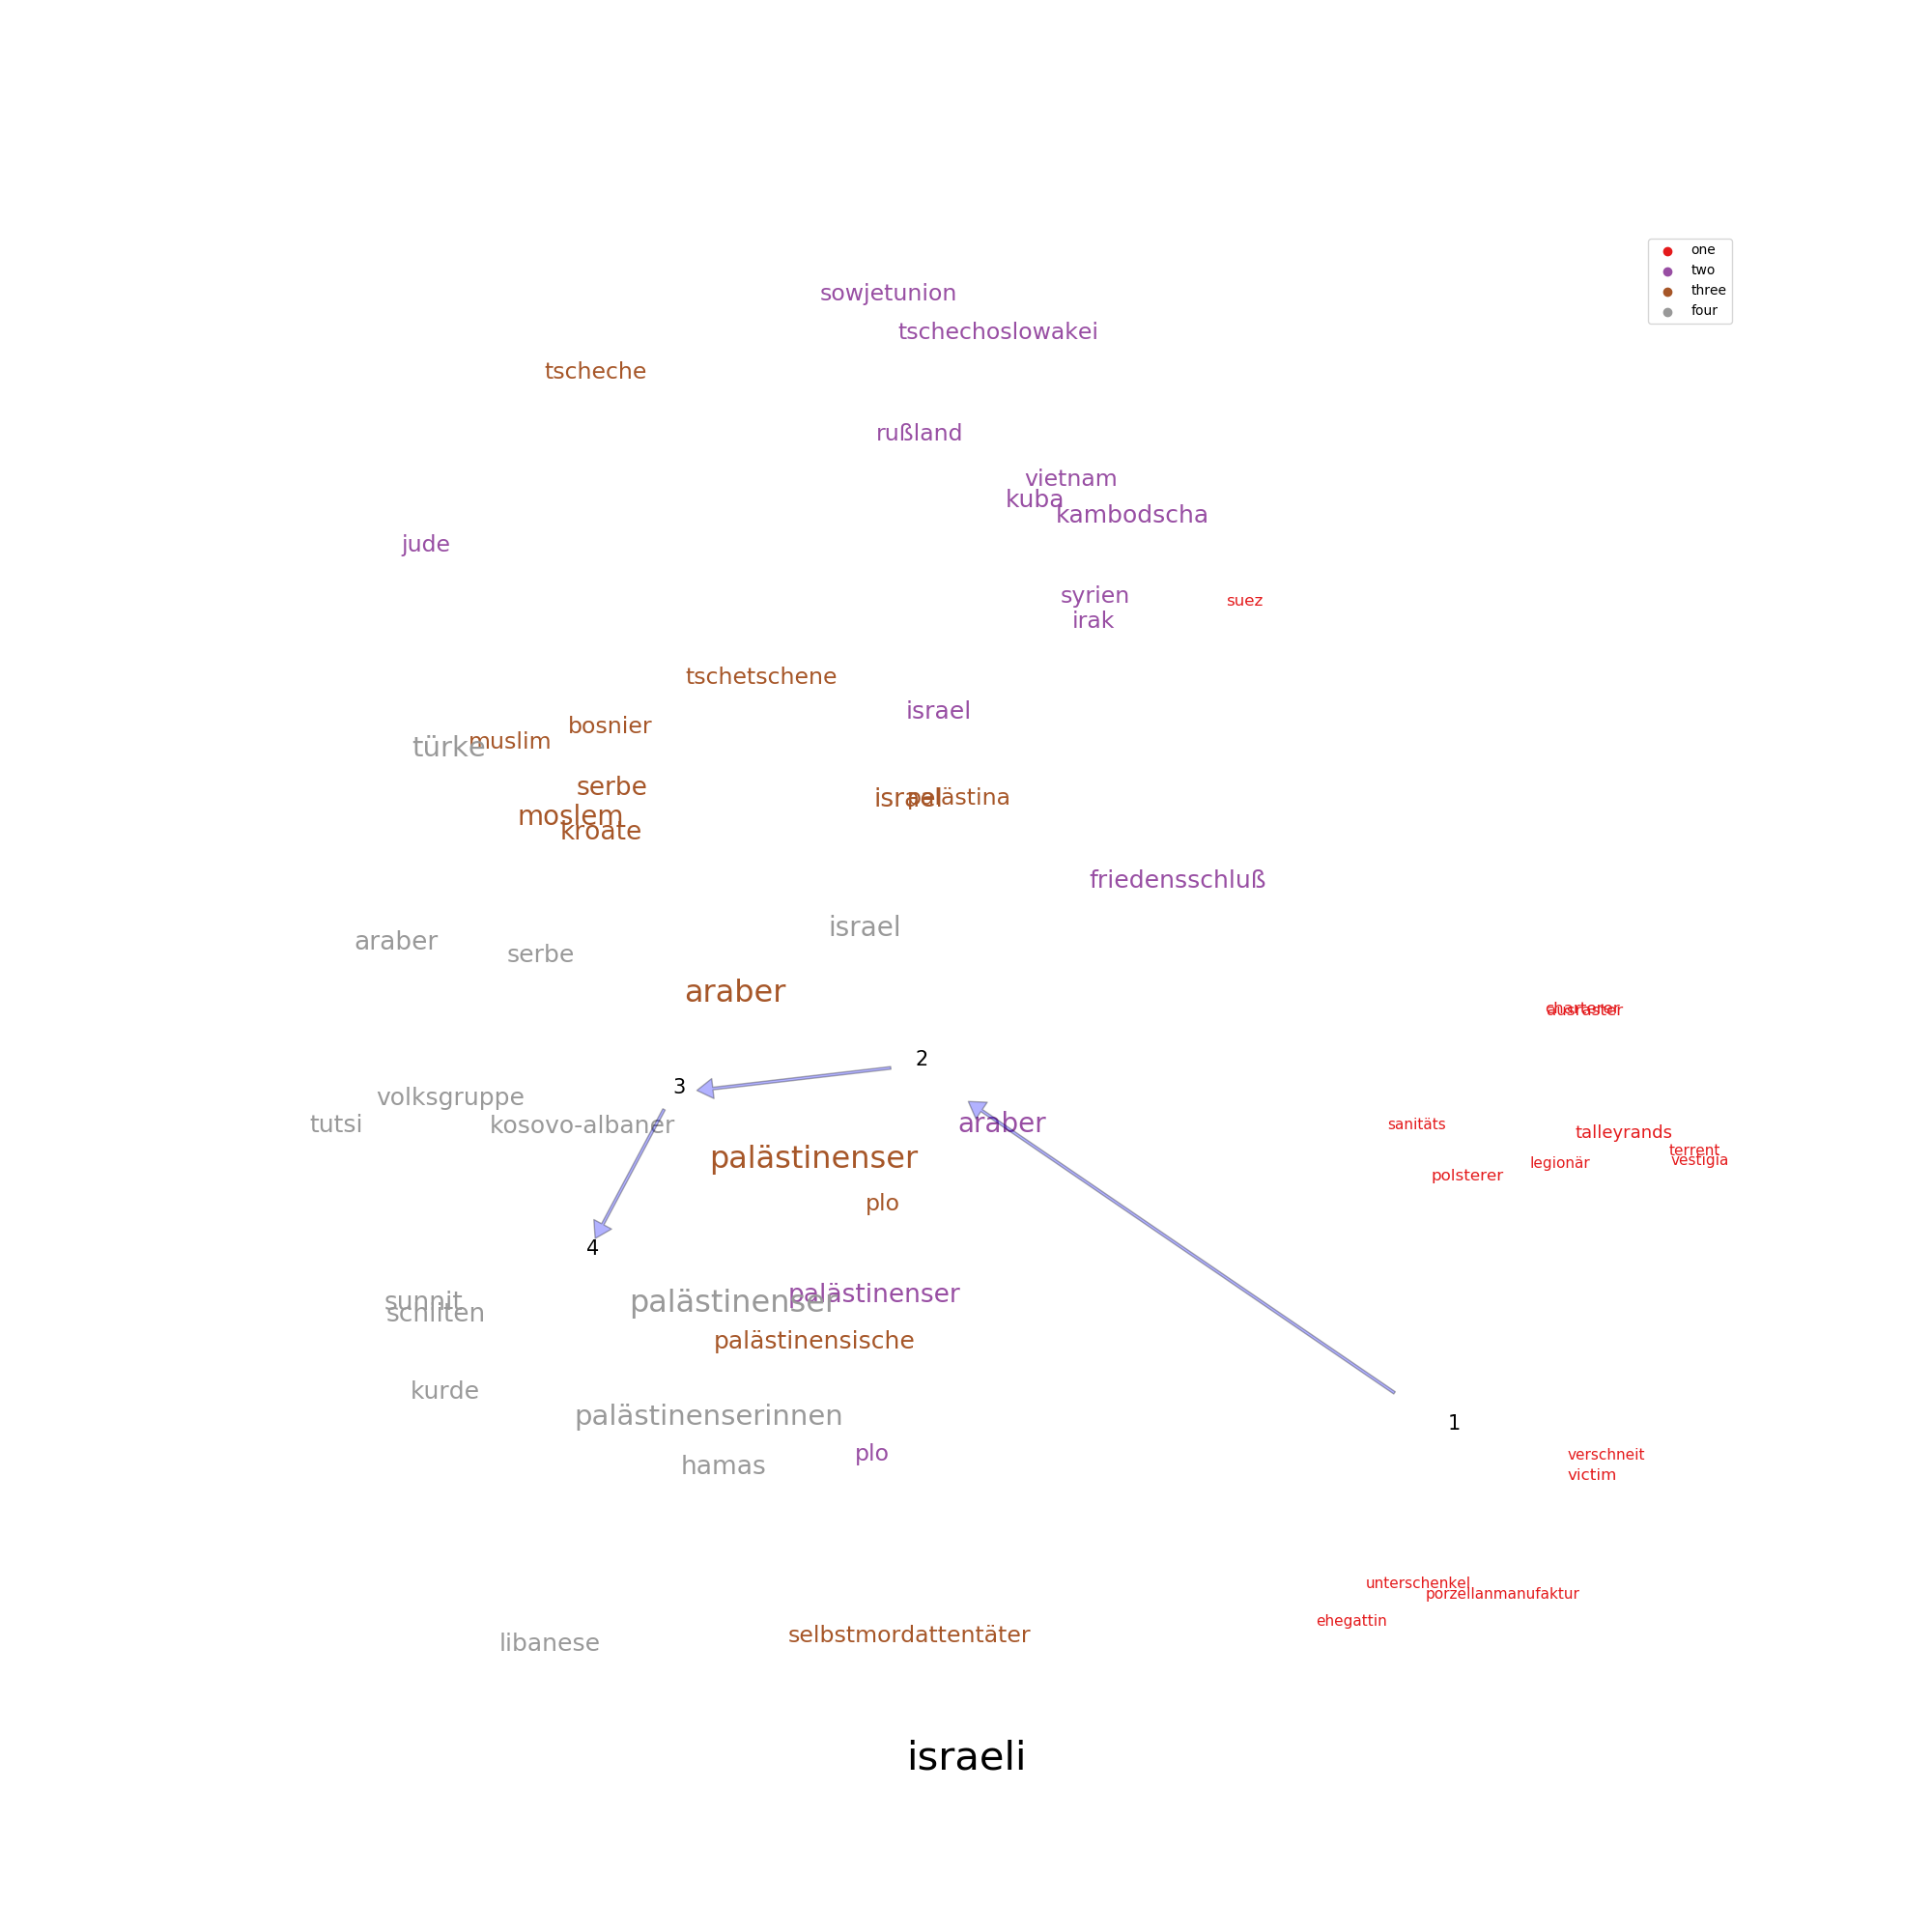 one
two
three
four
sowjetunion
tschechoslowakei
tscheche
rußland
vietnam
kuba
kambodscha
jude
syrien
suez
irak
tschetschene
israel
bosnier
muslim
türke
serbe
israel
palästina
moslem
kroate
friedensschluß
israel
araber
serbe
araber
charterer
ausraster
2
3
volksgruppe
tutsi
kosovo-albaner
araber
sanitäts
talleyrands
terrent
vestigia
legionär
palästinenser
polsterer
plo
4
palästinenser
sunnit
palästinenser
schiiten
palästinensische
kurde
palästinenserinnen
1
plo
verschneit
hamas
victim
unterschenkel
porzellanmanufaktur
ehegattin
selbstmordattentäter
libanese
israeli